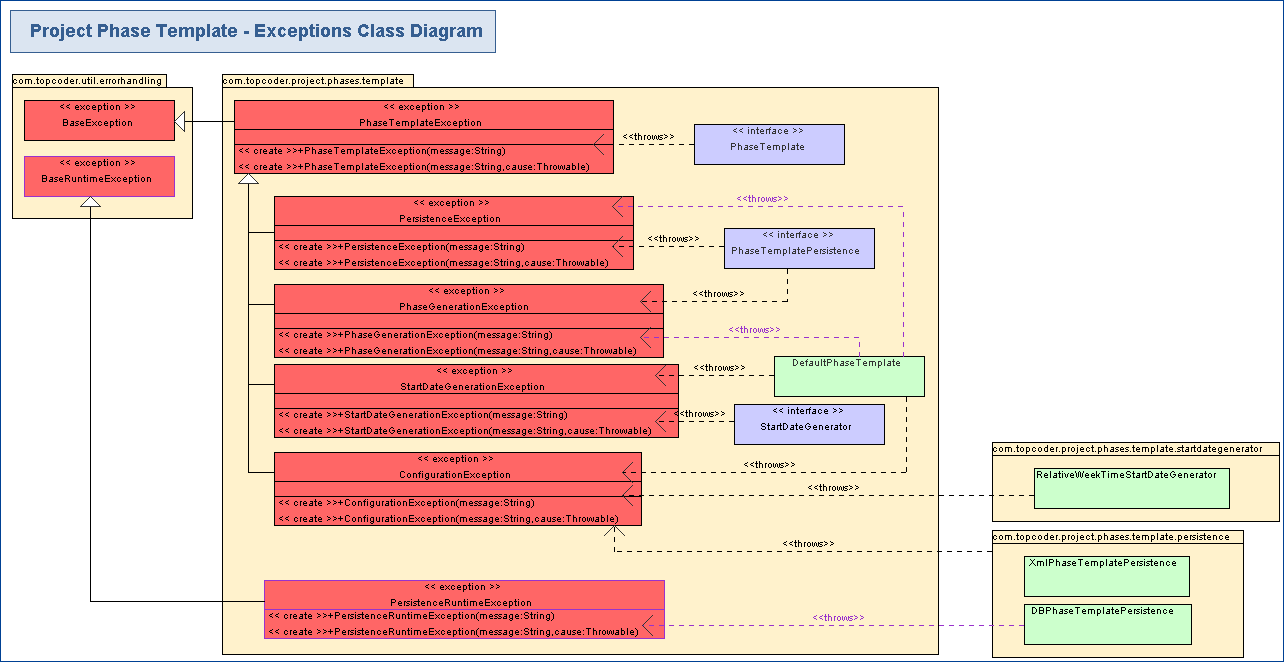 Project Phase Template - Exceptions Class Diagram
com.topcoder.util.errorhandling
<< exception >>
BaseException
<< exception >>
BaseRuntimeException
com.topcoder.project.phases.template
<< exception >>
PhaseTemplateException
<< create >>+PhaseTemplateException(message:String)
<< create >>+PhaseTemplateException(message:String,cause:Throwable)
<<throws>>
<< interface >>
PhaseTemplate
<< exception >>
PersistenceException
<< create >>+PersistenceException(message:String)
<< create >>+PersistenceException(message:String,cause:Throwable)
<<throws>>
<<throws>>
<< interface >>
PhaseTemplatePersistence
<< exception >>
PhaseGenerationException
<< create >>+PhaseGenerationException(message:String)
<< create >>+PhaseGenerationException(message:String,cause:Throwable)
<<throws>>
<<throws>>
<< exception >>
StartDateGenerationException
<< create >>+StartDateGenerationException(message:String)
<< create >>+StartDateGenerationException(message:String,cause:Throwable)
<<throws>>
DefaultPhaseTemplate
<<throws>>
<< interface >>
StartDateGenerator
<< exception >>
ConfigurationException
<< create >>+ConfigurationException(message:String)
<< create >>+ConfigurationException(message:String,cause:Throwable)
<<throws>>
<<throws>>
com.topcoder.project.phases.template.startdategenerator
RelativeWeekTimeStartDateGenerator
<<throws>>
com.topcoder.project.phases.template.persistence
XmlPhaseTemplatePersistence
DBPhaseTemplatePersistence
<< exception >>
PersistenceRuntimeException
<< create >>+PersistenceRuntimeException(message:String)
<< create >>+PersistenceRuntimeException(message:String,cause:Throwable)
<<throws>>